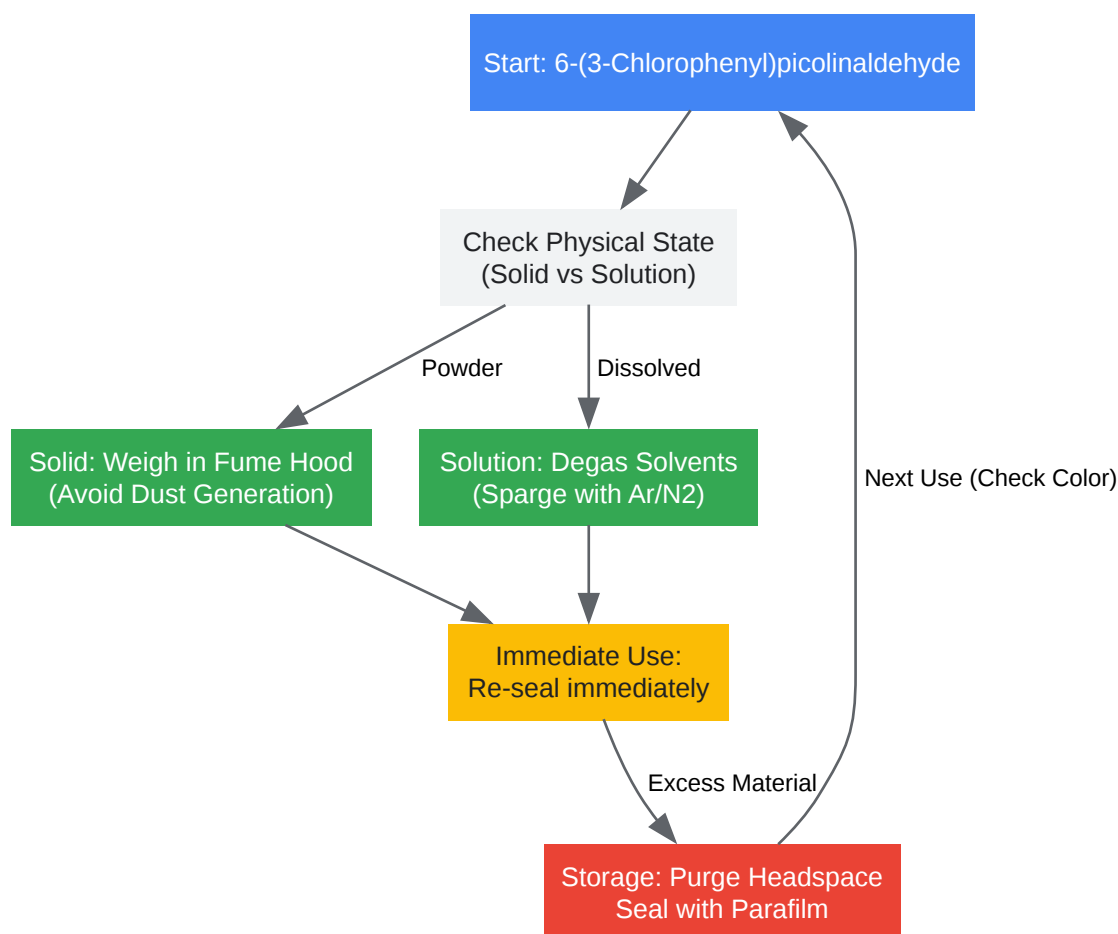 Start: 6-(3-Chlorophenyl)picolinaldehyde
Check Physical State
(Solid vs Solution)
Powder
Dissolved
Solid: Weigh in Fume Hood
(Avoid Dust Generation)
Solution: Degas Solvents
(Sparge with Ar/N2)
Next Use (Check Color)
Immediate Use:
Re-seal immediately
Excess Material
Storage: Purge Headspace
Seal with Parafilm